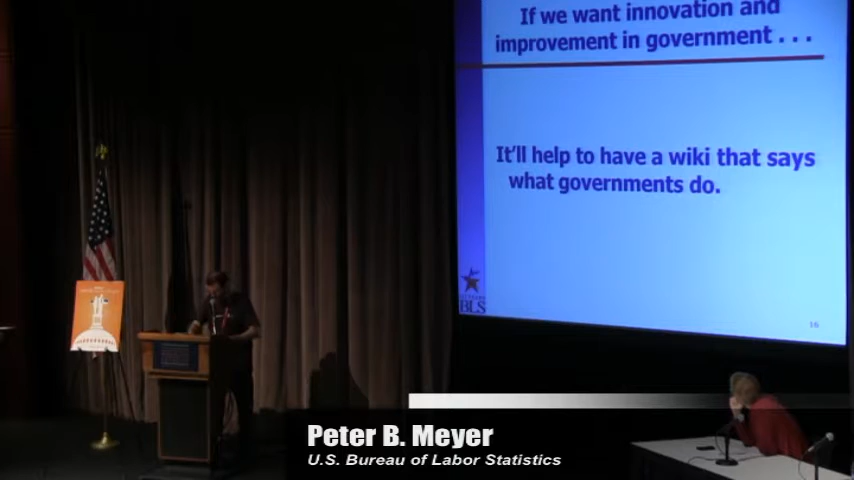 If we want innovation and
improvement in government . . .
It'll help to have a wiki that says
what governments do.
BLS
16
Peter B. Meyer
U.S. Bureau of Labor Statistics